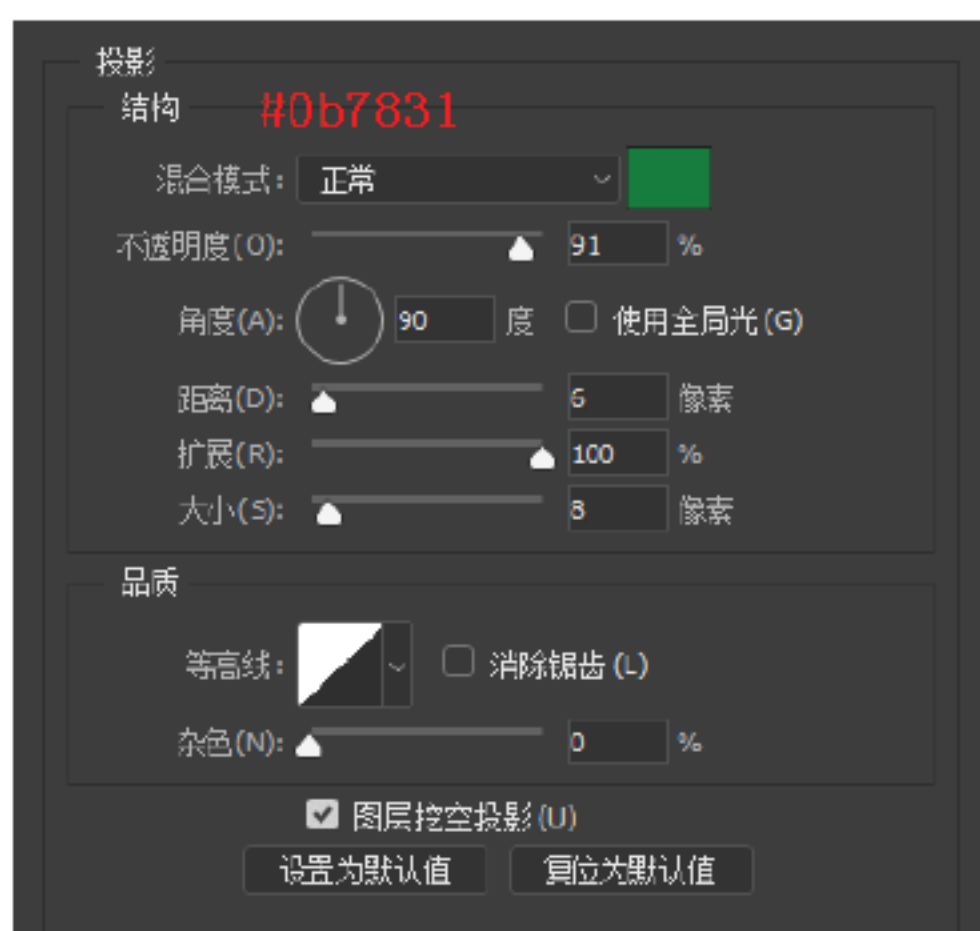 投影
结构 #0b7831
混合模式: 正常
不透明度(O): 91 %
角度(A): 90 度 使用全局光(G)
距离(D): 6 像素
扩展(R): 100 %
大小(S): 8 像素
品质
等高线: 消除锯齿(L)
杂色(N): 0 %
图层挖空投影(U)
设置为默认值 复位为默认值